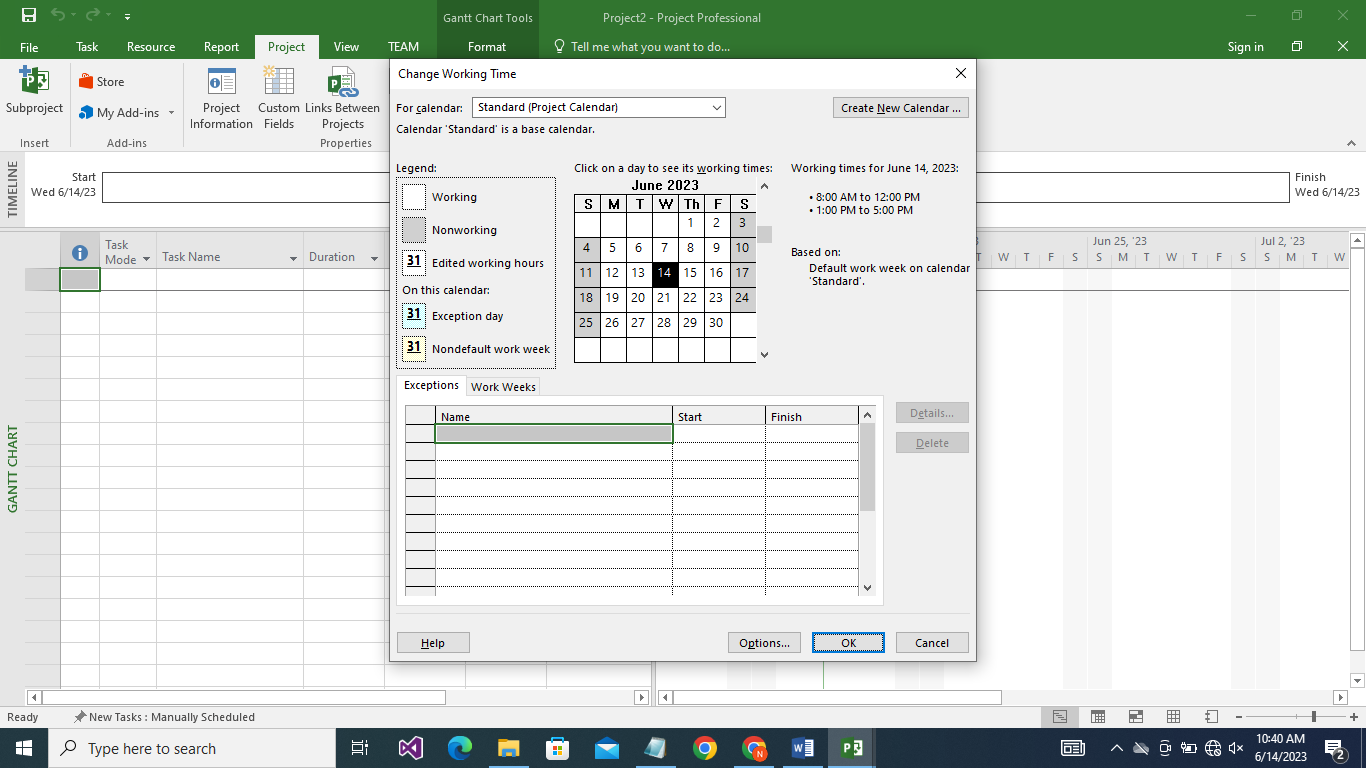 Gantt Chart Tools
Project2 - Project Professional
File Task Resource Report Project View TEAM Format Tell me what you want to do... Sign in
Subproject
Store
My Add-ins
Project Information
Custom Fields
Links Between Projects
Insert Add-ins Properties
TIMELINE
Start
Wed 6/14/23
Finish
Wed 6/14/23
Task Mode
Task Name
Duration
Jun 25, '23 Jul 2, '23
T W T F S S M T W T F S S M T W
GANTT CHART
Change Working Time
For calendar: Standard (Project Calendar) Create New Calendar ...
Calendar 'Standard' is a base calendar.
Legend:
Working
Nonworking
31 Edited working hours
On this calendar:
31 Exception day
31 Nondefault work week
Click on a day to see its working times:
June 2023
S M T W Th F S
1 2 3
4 5 6 7 8 9 10
11 12 13 14 15 16 17
18 19 20 21 22 23 24
25 26 27 28 29 30
Working times for June 14, 2023:
• 8:00 AM to 12:00 PM
• 1:00 PM to 5:00 PM
Based on:
Default work week on calendar
'Standard'.
Exceptions Work Weeks
Name Start Finish
Details...
Delete
Help Options... OK Cancel
Ready New Tasks : Manually Scheduled
Type here to search
10:40 AM
6/14/2023
2